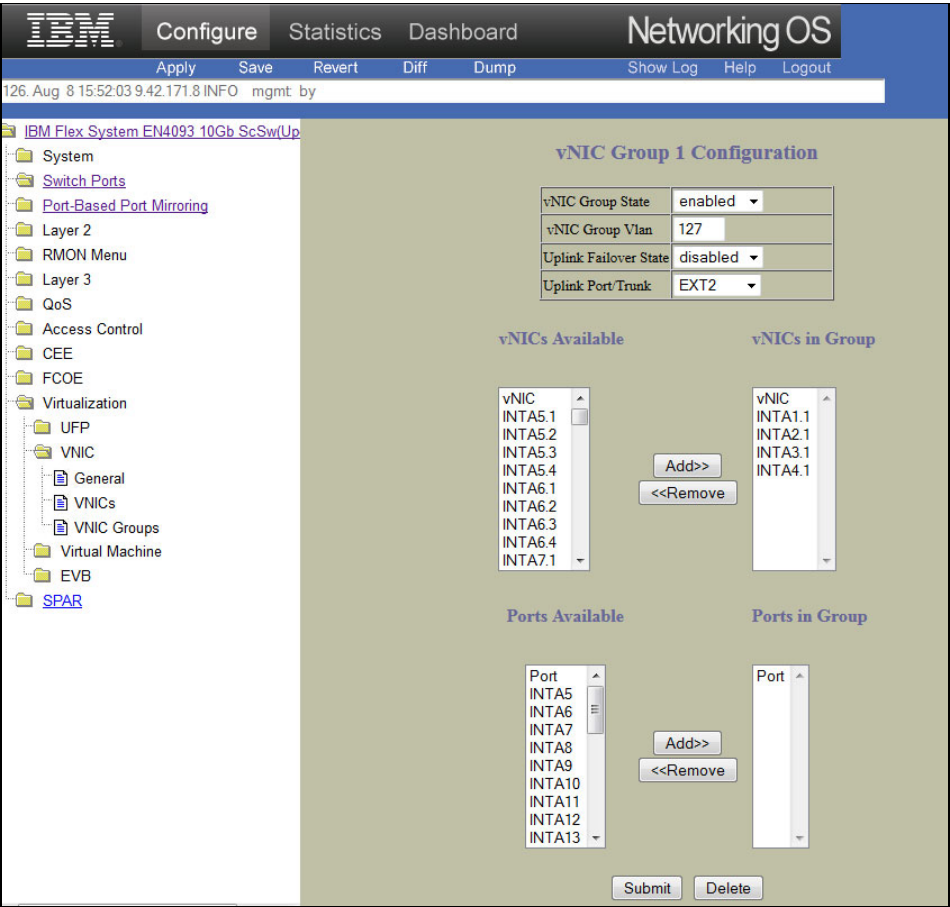 IBM. Configure Statistics Dashboard Networking OS
Apply Save Revert Diff Dump Show Log Help Logout
126. Aug 8 15:52:03 9.42.171.8 INFO mgmt: by
IBM Flex System EN4093 10Gb ScSw(Up
System
Switch Ports
Port-Based Port Mirroring
Layer 2
RMON Menu
Layer 3
QoS
Access Control
CEE
FCOE
Virtualization
UFP
VNIC
General
VNICs
VNIC Groups
Virtual Machine
EVB
SPAR
vNIC Group 1 Configuration
vNIC Group State enabled
vNIC Group Vlan 127
Uplink Failover State disabled
Uplink Port/Trunk EXT2
vNICs Available
vNIC
INTA5.1
INTA5.2
INTA5.3
INTA5.4
INTA6.1
INTA6.2
INTA6.3
INTA6.4
INTA7.1
Add>>
<<Remove
vNICs in Group
vNIC
INTA1.1
INTA2.1
INTA3.1
INTA4.1
Ports Available
Port
INTA5
INTA6
INTA7
INTA8
INTA9
INTA10
INTA11
INTA12
INTA13
Add>>
<<Remove
Ports in Group
Port
Submit Delete